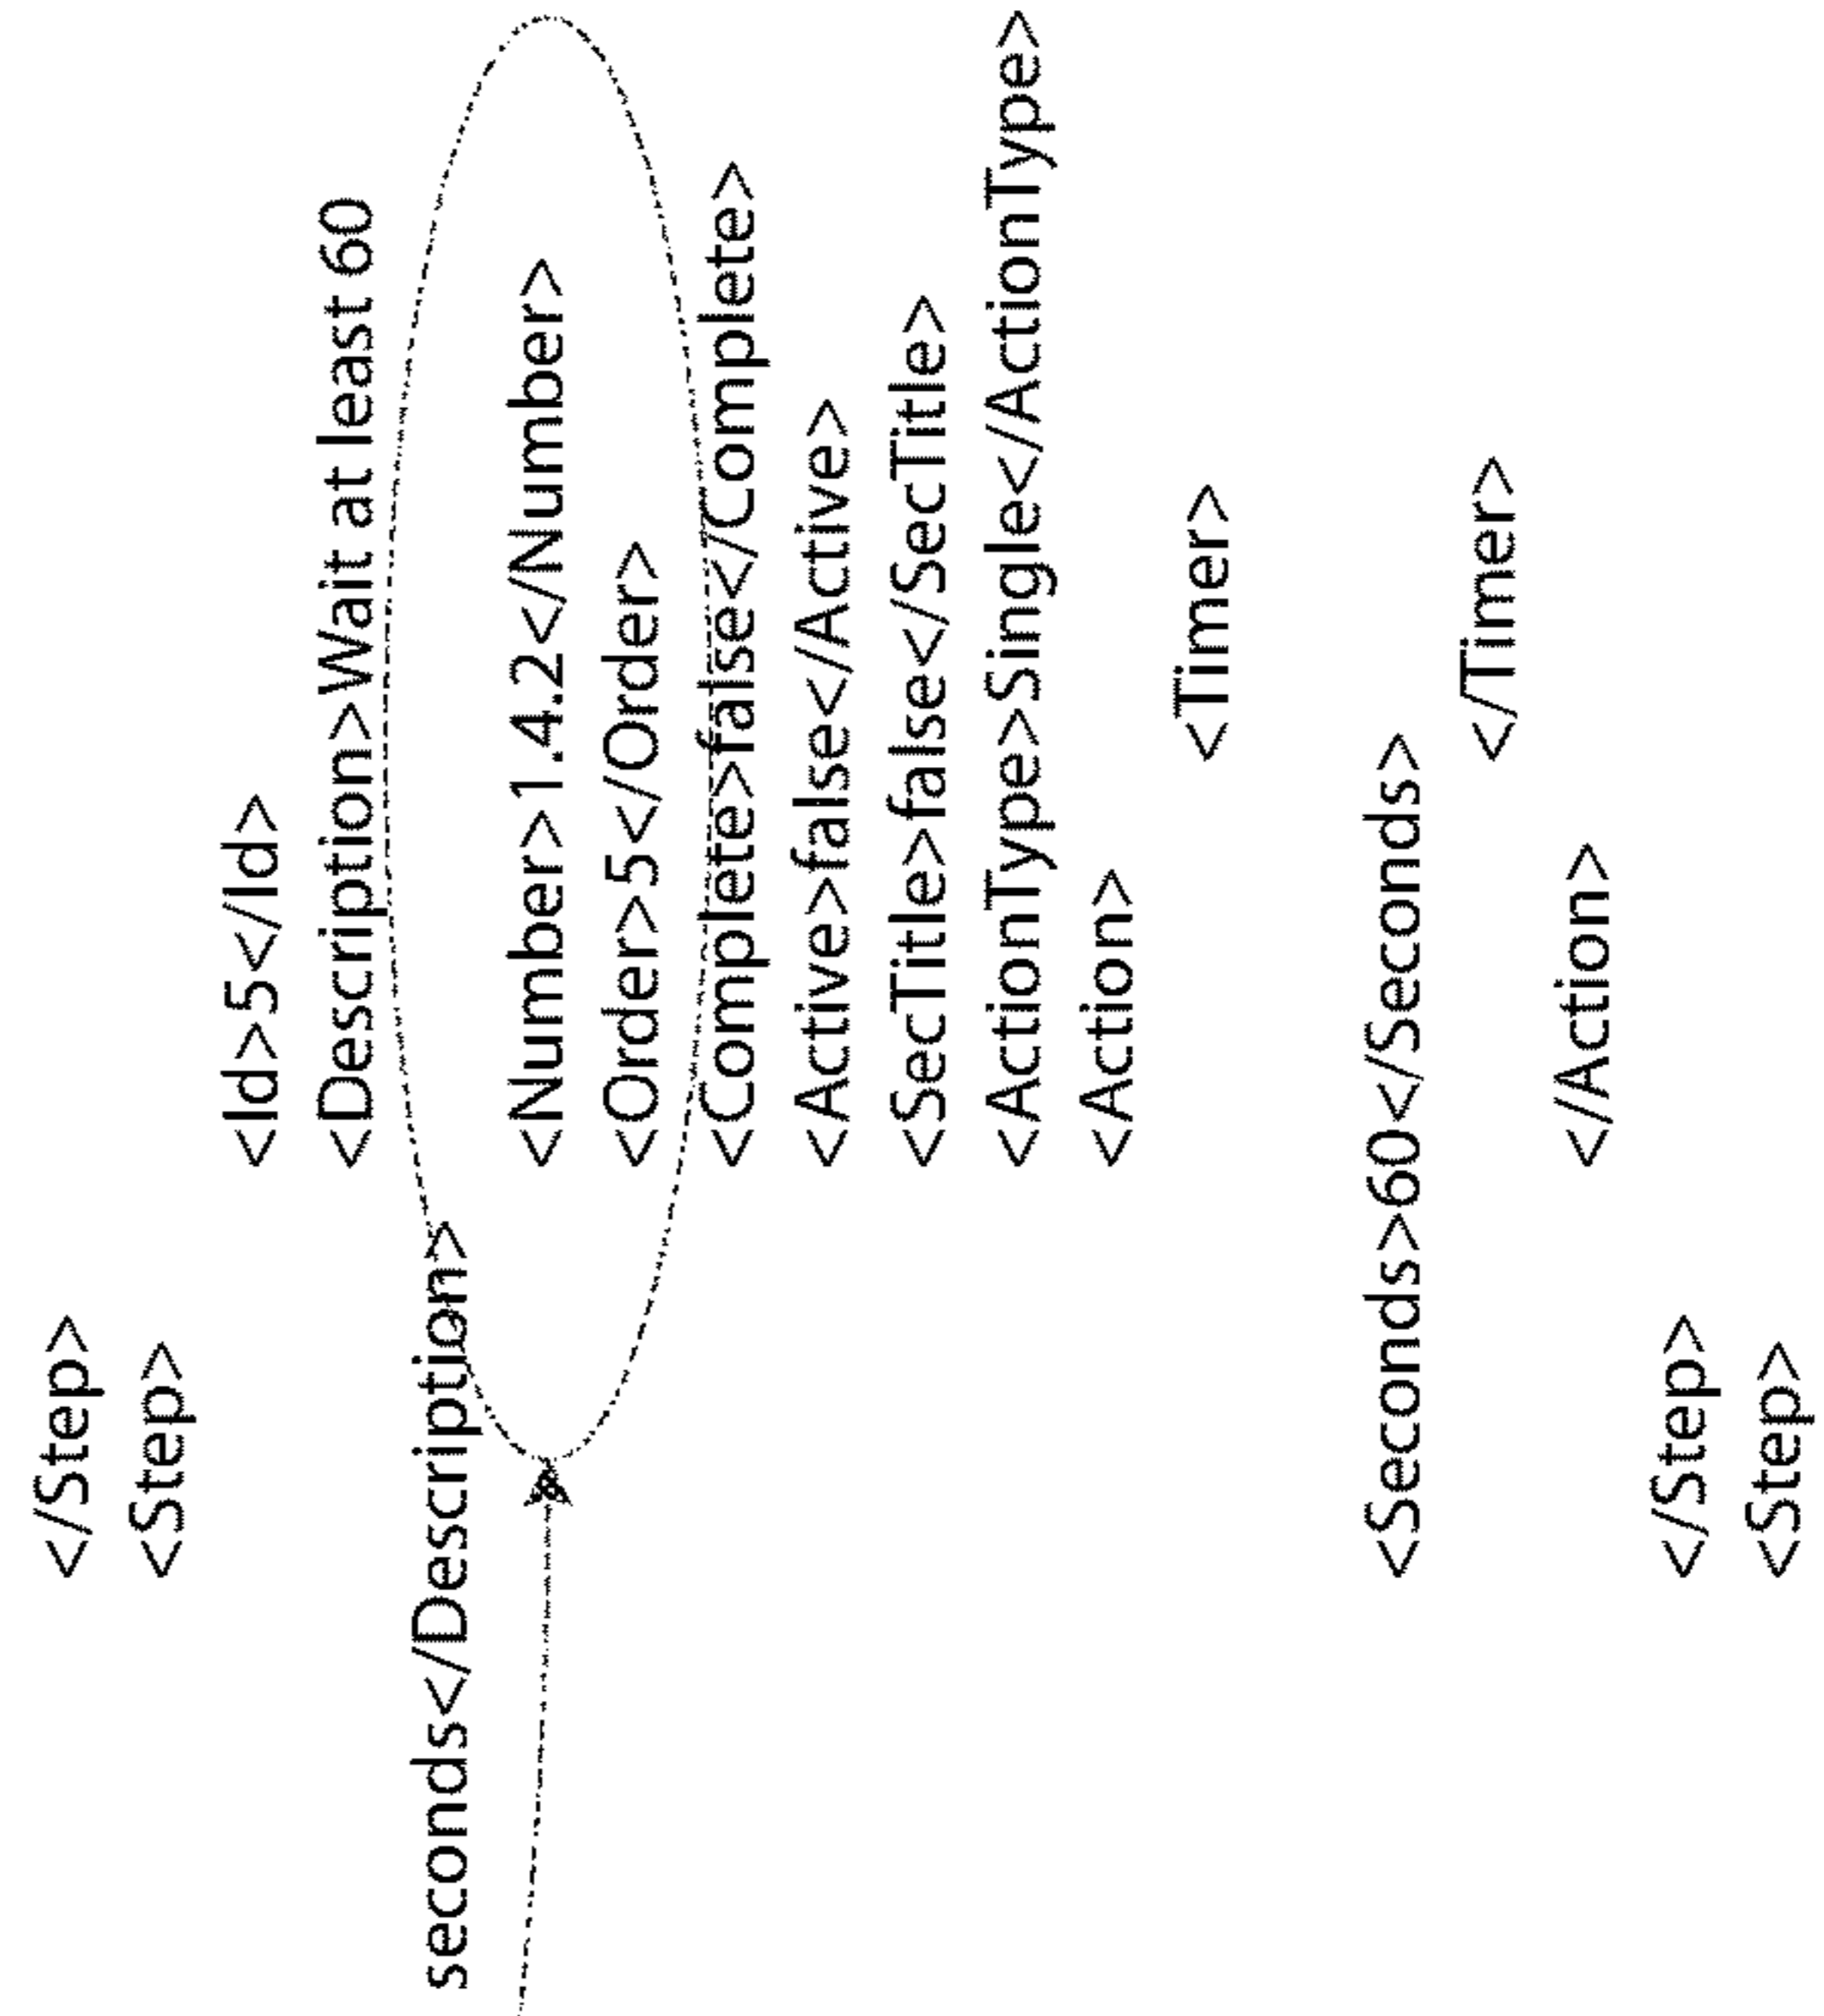 </Step>
<Step>
<Id>5</Id>
<Description>Wait at least 60
seconds</Description>
<Number>1.4.2</Number>
<Order>5</Order>
<Complete>false</Complete>
<Active>false</Active>
<SecTitle>false</SecTitle>
<ActionType>Single</ActionType>
<Action>
<Timer>
<Seconds>60</Seconds>
</Timer>
</Action>
</Step>
<Step>